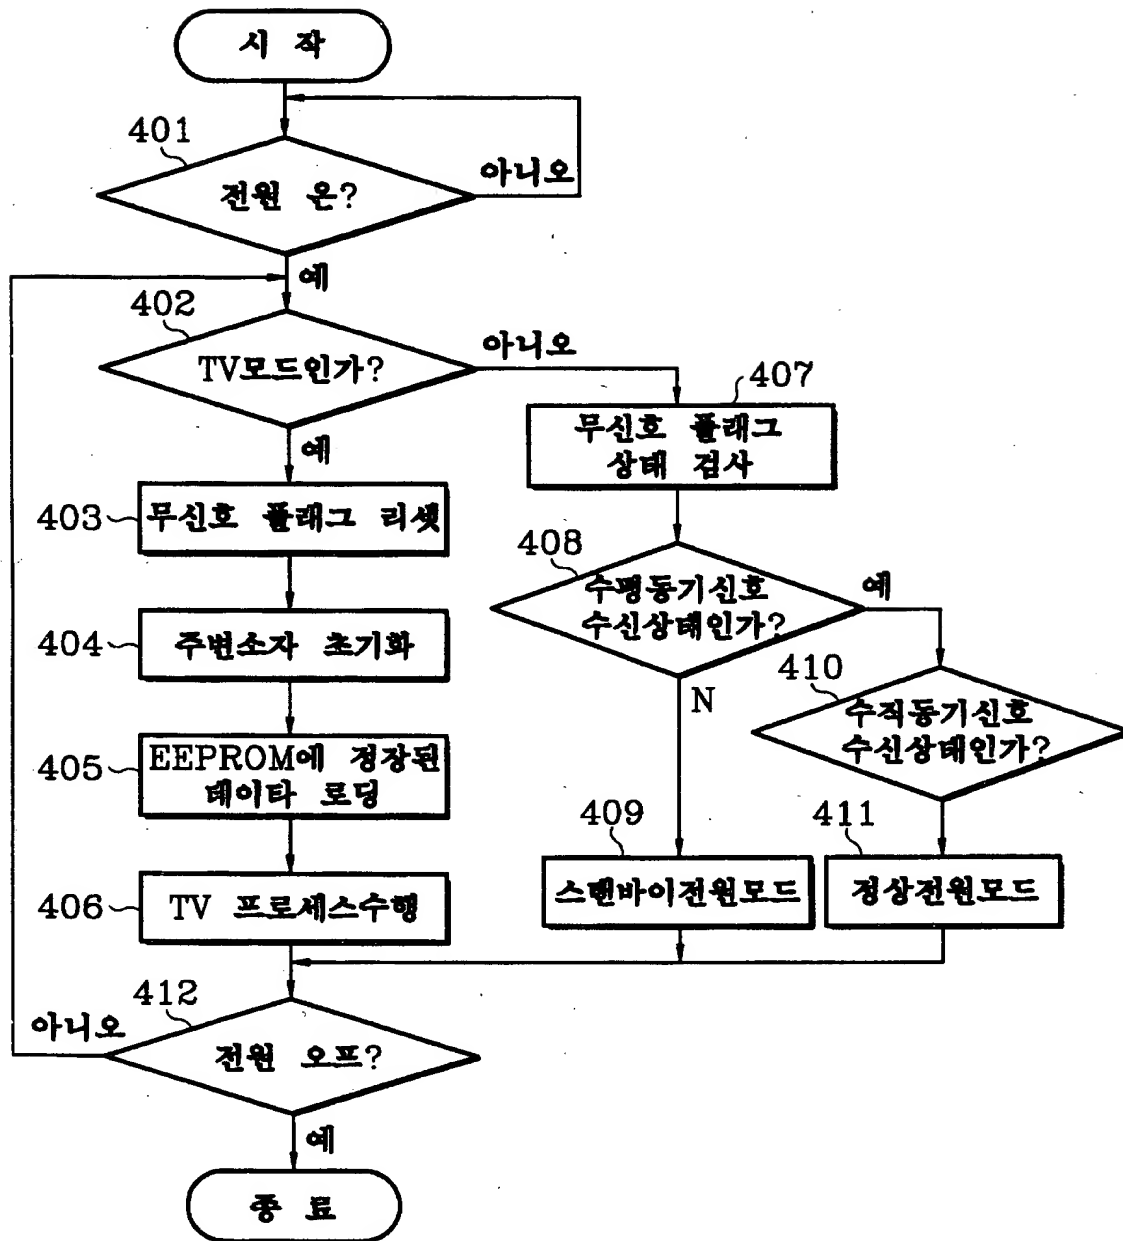 시 작
401
전원 온?
아니오
예
402
TV모드인가?
아니오
예
407
무신호 플래그
상태 검사
403
무신호 플래그 리셋
408
수평동기신호
수신상태인가?
예
N
404
주변소자 초기화
410
수직동기신호
수신상태인가?
405
EEPROM에 정장된
테이타 로딩
409
스탠바이전원모드
411
정상전원모드
406
TV 프로세스수행
412
아니오
전원 오프?
예
종 료